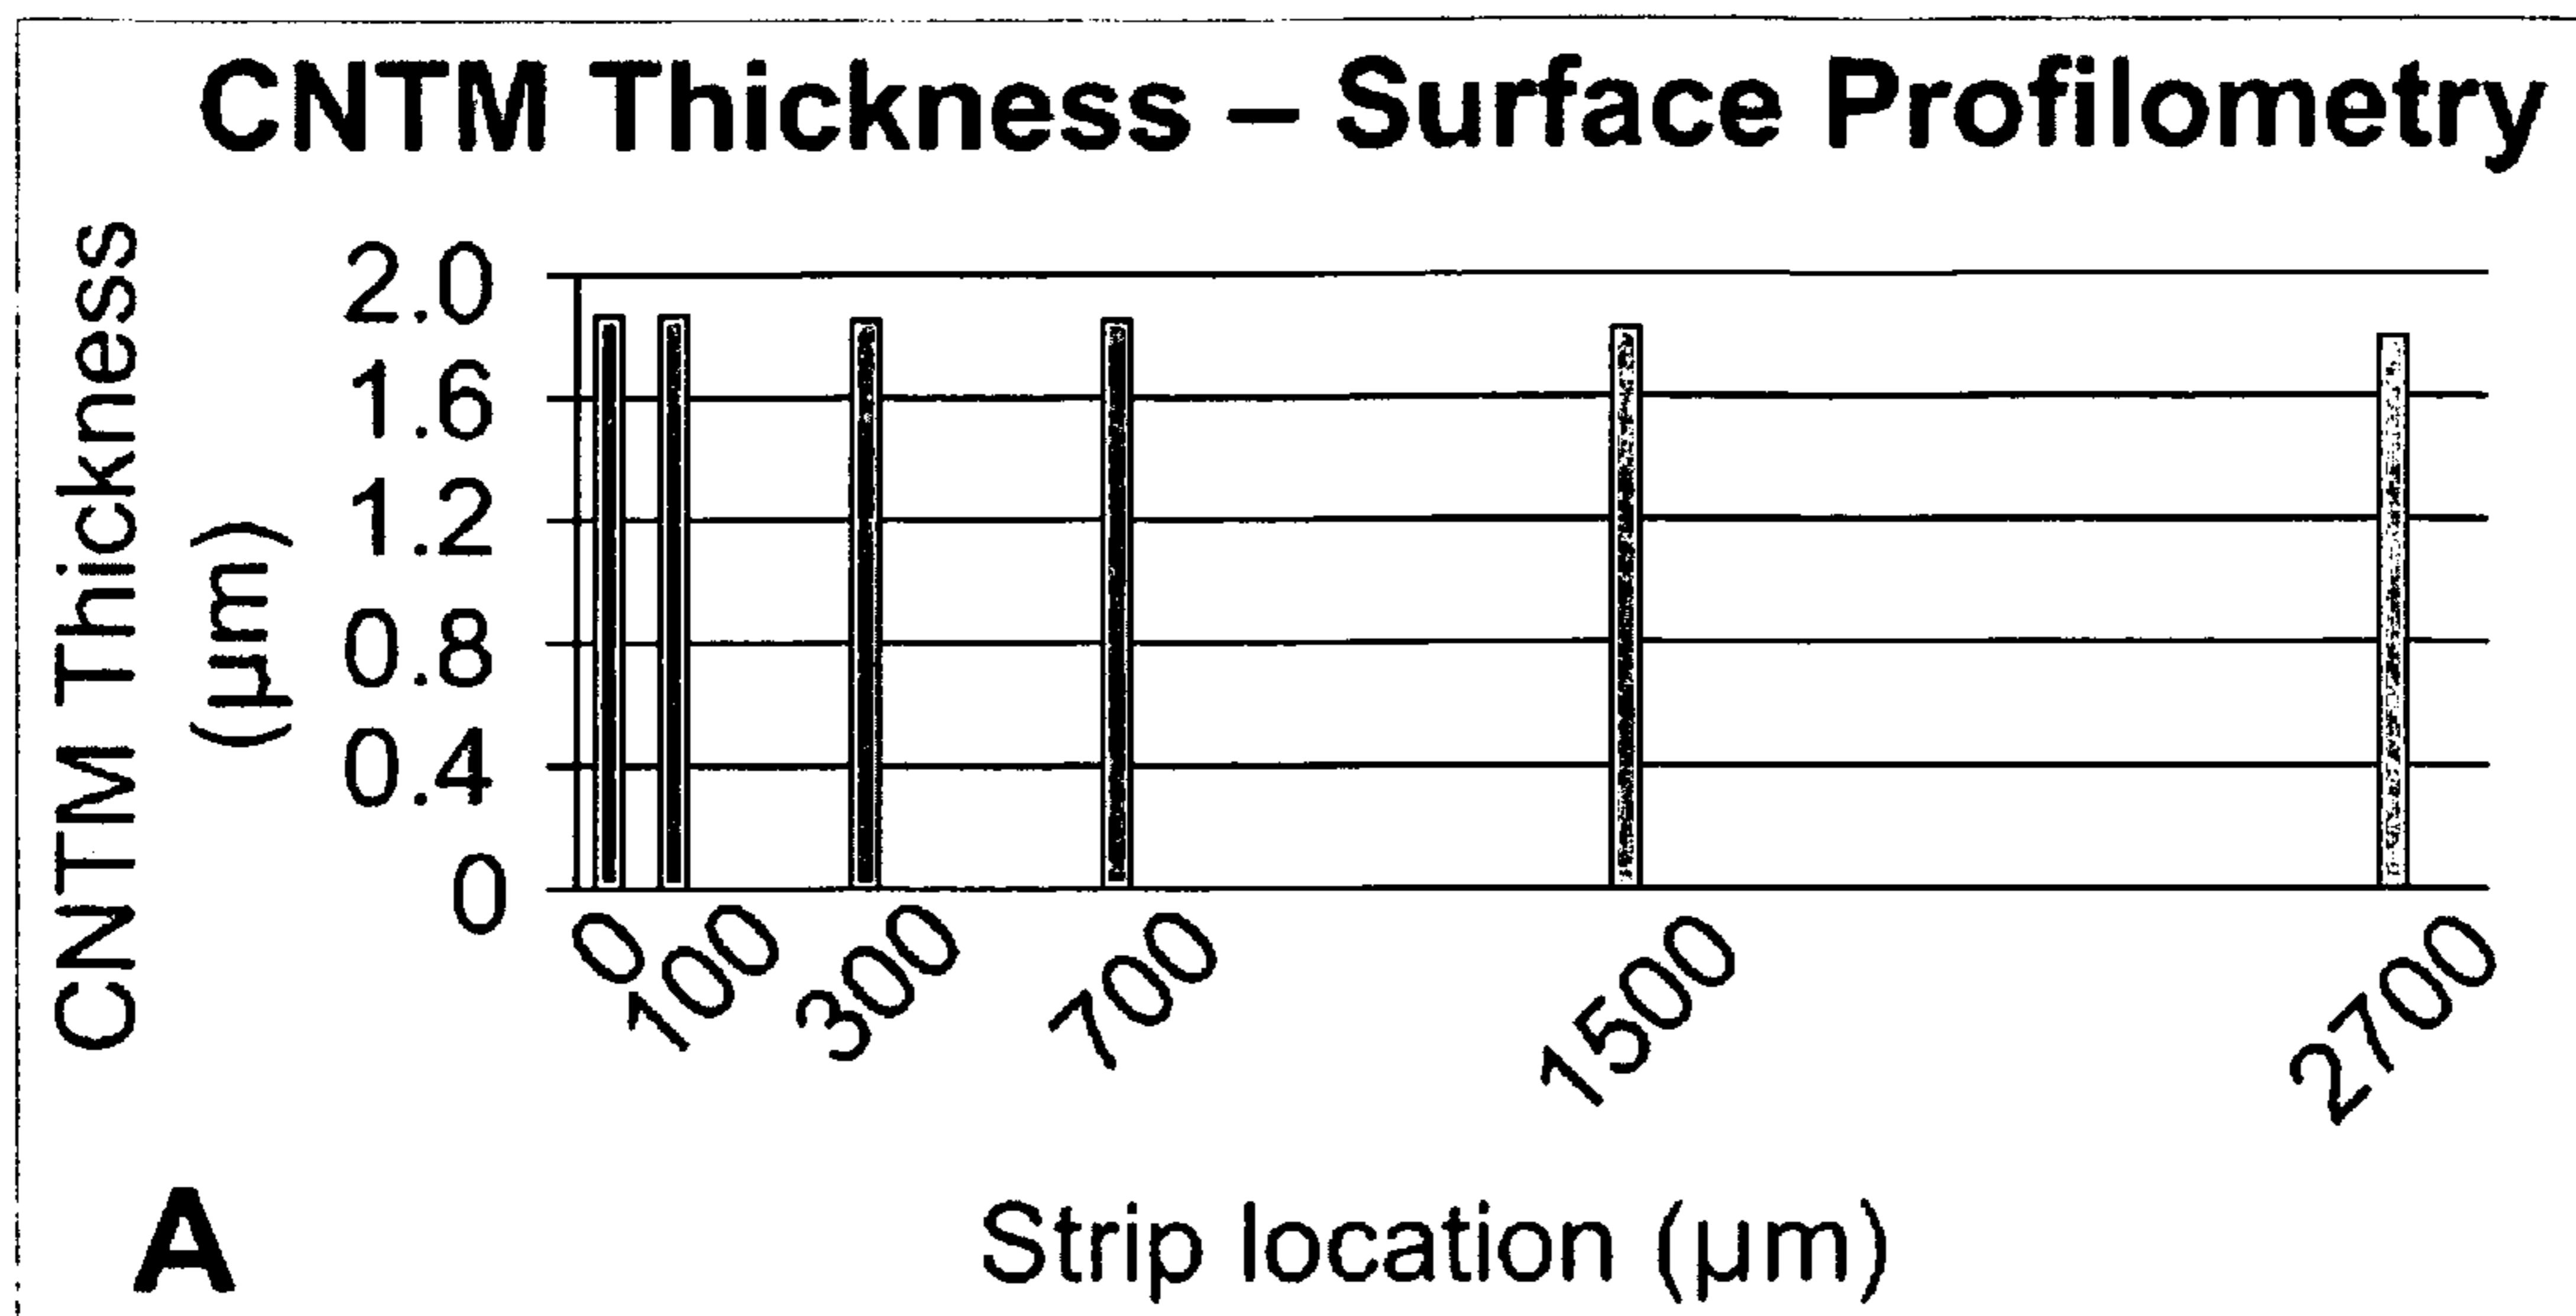 CNTM Thickness – Surface Profilometry
CNTM Thickness
(µm)
2.0
1.6
1.2
0.8
0.4
0
0
100
300
700
1500
2700
Strip location (µm)
A